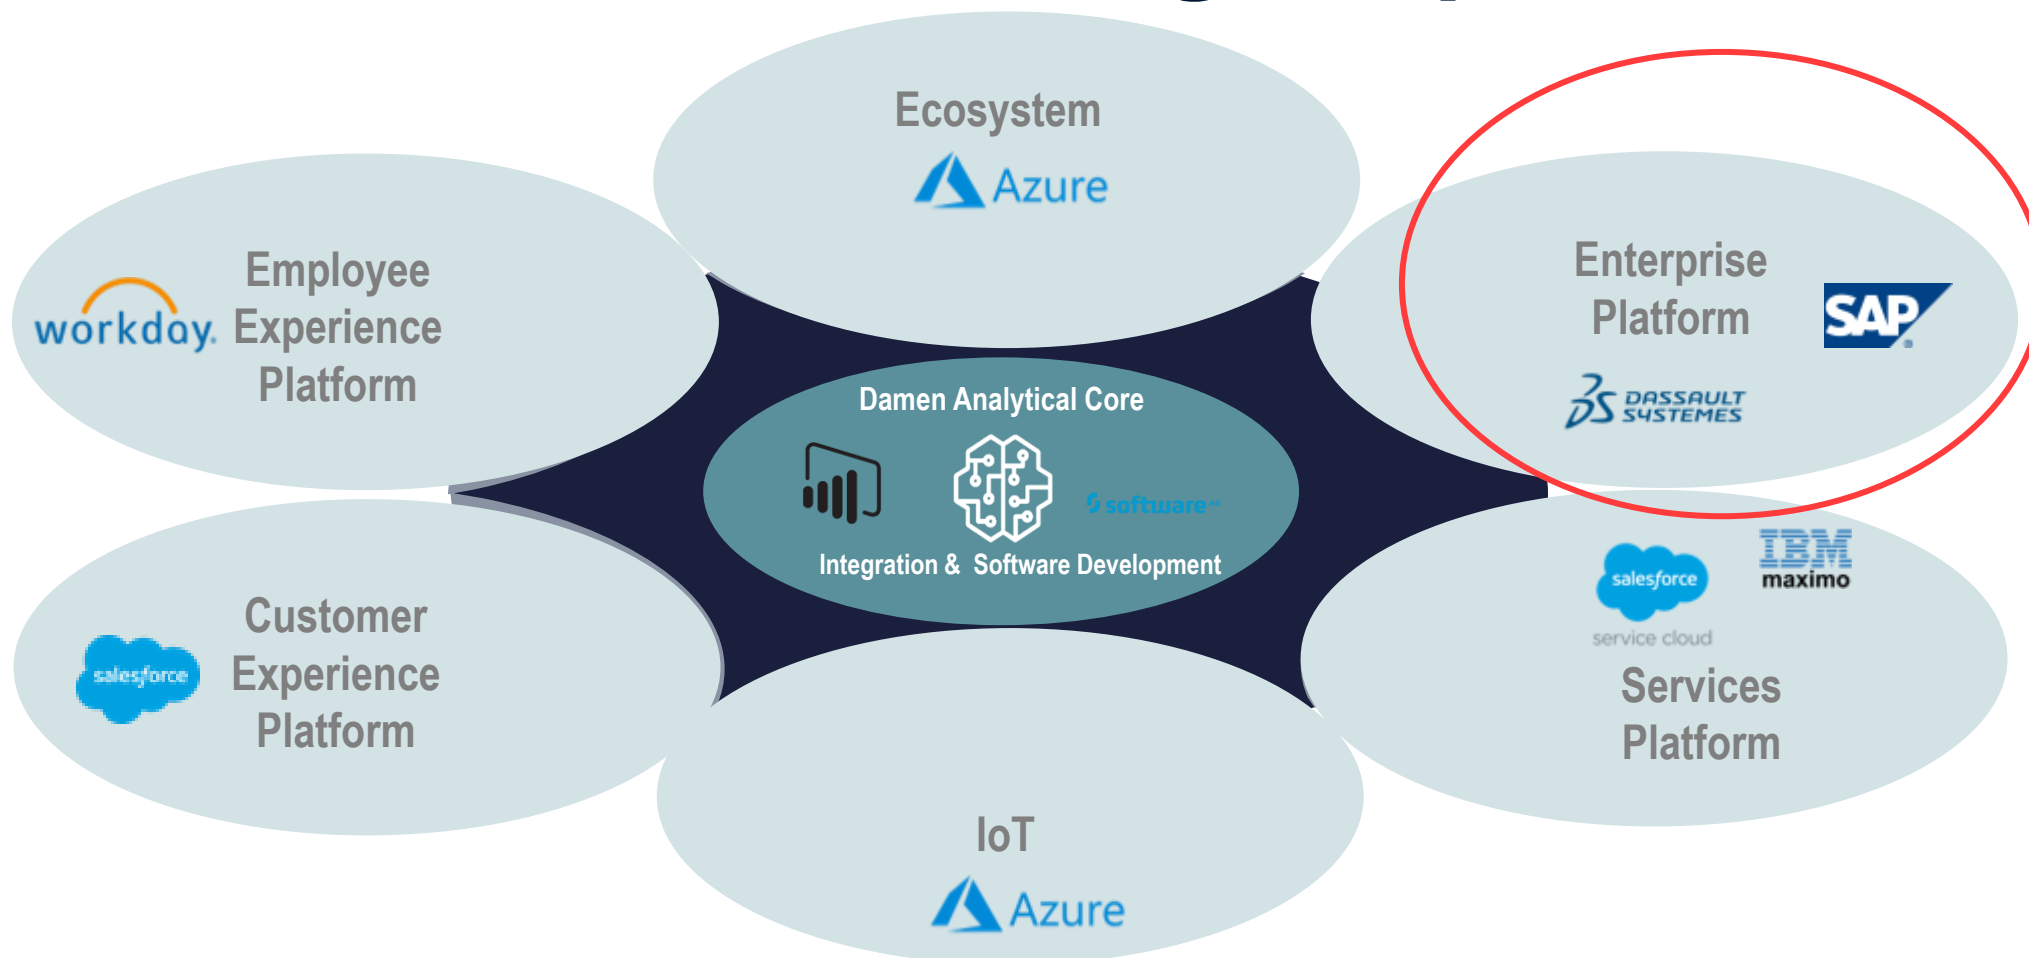 Ecosystem
Azure
Employee
Experience
Platform
workday.
Enterprise
Platform
SAP
®
DASSAULT
SYSTEMES
Damen Analytical Core
software AG
Integration & Software Development
Customer
Experience
Platform
salesforce
salesforce
service cloud
IBM
maximo
Services
Platform
IoT
Azure